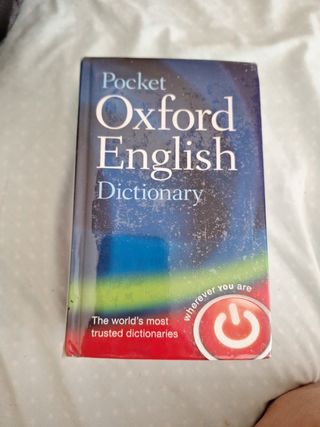 Pocket
Oxford
English
Dictionary
wherever you are
The world's most
trusted dictionaries